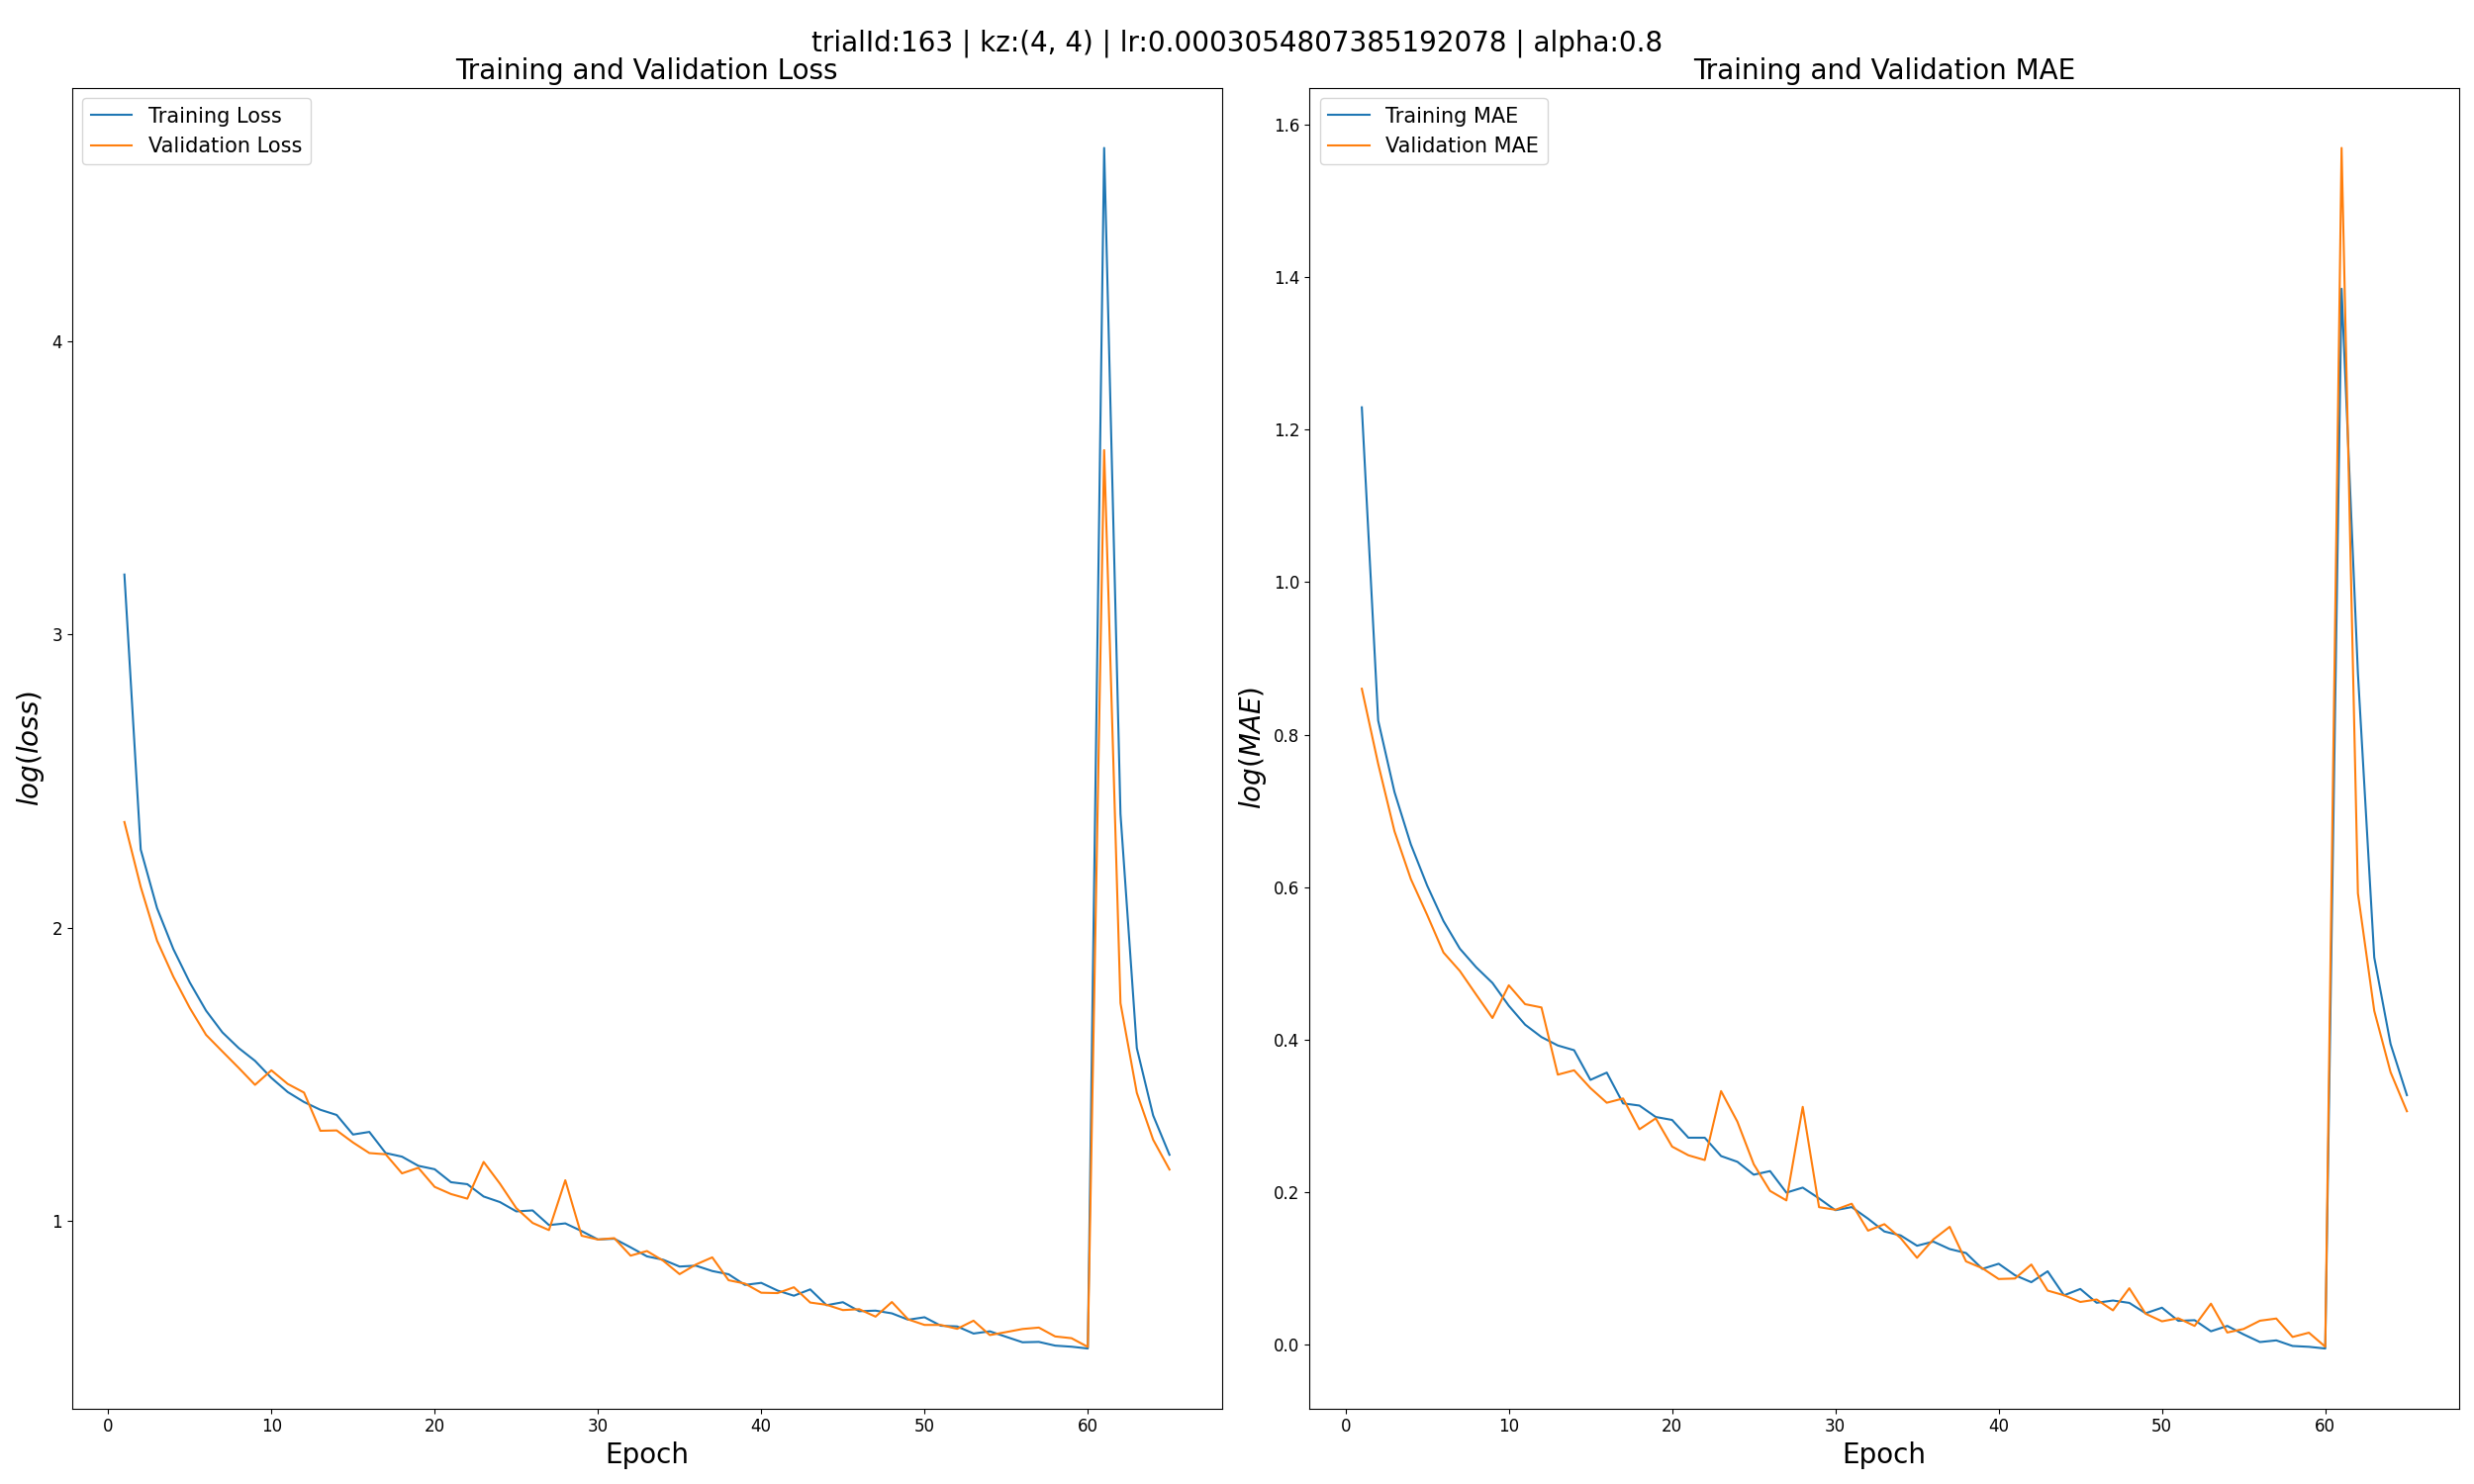 trialId:163 | kz:(4, 4) | lr:0.0003054807385192078 | alpha:0.8
Training and Validation Loss
Training Loss
Validation Loss
4
3
2
1
log(loss)
0 10 20 30 40 50 60
Epoch
Training and Validation MAE
Training MAE
Validation MAE
1.6
1.4
1.2
1.0
0.8
0.6
0.4
0.2
0.0
log(MAE)
0 10 20 30 40 50 60
Epoch